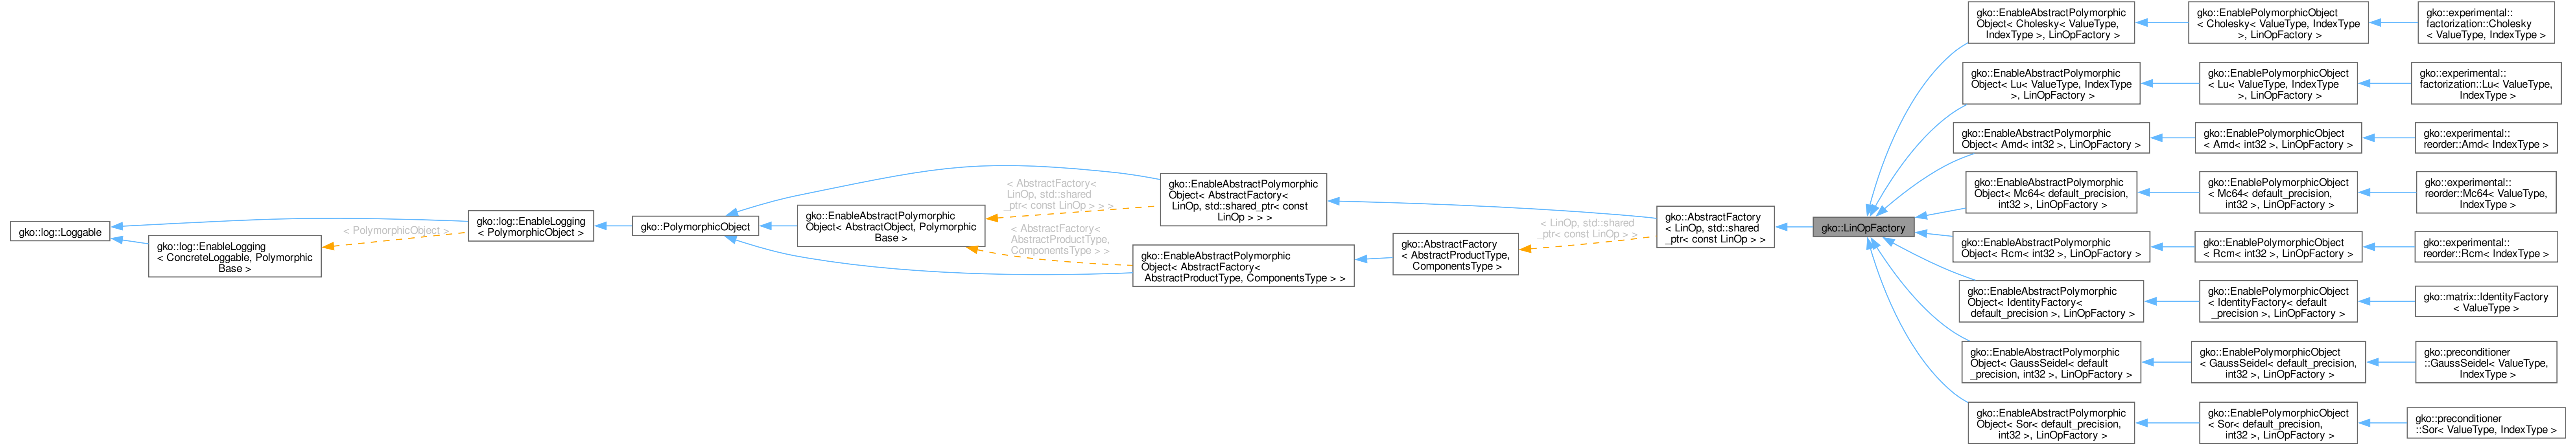 gko::log::Loggable
gko::log::EnableLogging
< ConcreteLoggable, Polymorphic
Base >
< PolymorphicObject >
gko::log::EnableLogging
< PolymorphicObject >
gko::PolymorphicObject
gko::EnableAbstractPolymorphic
Object< AbstractObject, Polymorphic
Base >
< AbstractFactory<
LinOp, std::shared
_ptr< const LinOp > > >
< AbstractFactory<
AbstractProductType,
ComponentsType > >
gko::EnableAbstractPolymorphic
Object< AbstractFactory<
LinOp, std::shared_ptr< const
LinOp > > >
gko::EnableAbstractPolymorphic
Object< AbstractFactory<
AbstractProductType, ComponentsType > >
gko::AbstractFactory
< AbstractProductType,
ComponentsType >
< LinOp, std::shared
_ptr< const LinOp > >
gko::AbstractFactory
< LinOp, std::shared
_ptr< const LinOp > >
gko::LinOpFactory
gko::EnableAbstractPolymorphic
Object< Cholesky< ValueType,
IndexType >, LinOpFactory >
gko::EnablePolymorphicObject
< Cholesky< ValueType, IndexType
>, LinOpFactory >
gko::experimental::
factorization::Cholesky
< ValueType, IndexType >
gko::EnableAbstractPolymorphic
Object< Lu< ValueType, IndexType
>, LinOpFactory >
gko::EnablePolymorphicObject
< Lu< ValueType, IndexType
>, LinOpFactory >
gko::experimental::
factorization::Lu< ValueType,
IndexType >
gko::EnableAbstractPolymorphic
Object< Amd< int32 >, LinOpFactory >
gko::EnablePolymorphicObject
< Amd< int32 >, LinOpFactory >
gko::experimental::
reorder::Amd< IndexType >
gko::EnableAbstractPolymorphic
Object< Mc64< default_precision,
int32 >, LinOpFactory >
gko::EnablePolymorphicObject
< Mc64< default_precision,
int32 >, LinOpFactory >
gko::experimental::
reorder::Mc64< ValueType,
IndexType >
gko::EnableAbstractPolymorphic
Object< Rcm< int32 >, LinOpFactory >
gko::EnablePolymorphicObject
< Rcm< int32 >, LinOpFactory >
gko::experimental::
reorder::Rcm< IndexType >
gko::EnableAbstractPolymorphic
Object< IdentityFactory<
default_precision >, LinOpFactory >
gko::EnablePolymorphicObject
< IdentityFactory< default
_precision >, LinOpFactory >
gko::matrix::IdentityFactory
< ValueType >
gko::EnableAbstractPolymorphic
Object< GaussSeidel< default
_precision, int32 >, LinOpFactory >
gko::EnablePolymorphicObject
< GaussSeidel< default_precision,
int32 >, LinOpFactory >
gko::preconditioner
::GaussSeidel< ValueType,
IndexType >
gko::EnableAbstractPolymorphic
Object< Sor< default_precision,
int32 >, LinOpFactory >
gko::EnablePolymorphicObject
< Sor< default_precision,
int32 >, LinOpFactory >
gko::preconditioner
::Sor< ValueType, IndexType >